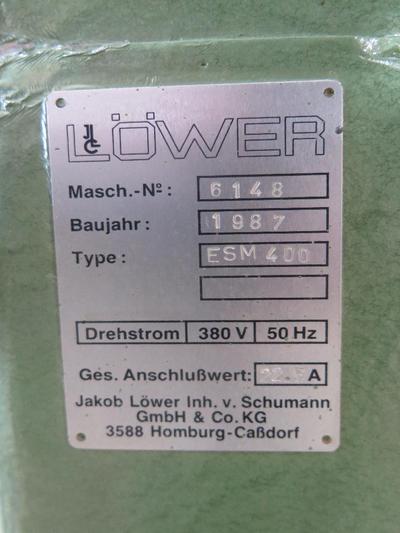 LÖWER
Masch.-Nº: 6148
Baujahr: 1987
Type: ESM 400
Drehstrom 380 V 50 Hz
Ges. Anschlußwert: A
Jakob Löwer Inh. v. Schumann
GmbH & Co. KG
3588 Homburg-Caßdorf